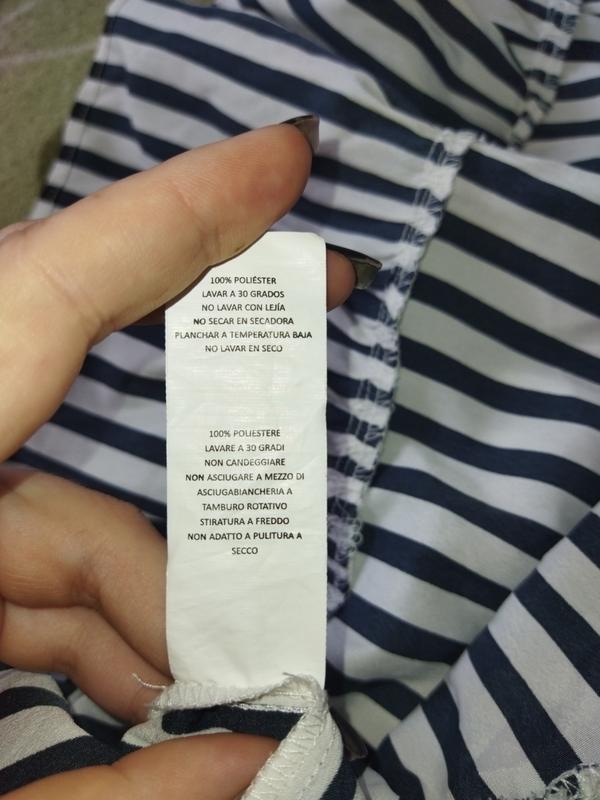 100% POLIÉSTER
LAVAR A 30 GRADOS
NO LAVAR CON LEJÍA
NO SECAR EN SECADORA
PLANCHAR A TEMPERATURA BAJA
NO LAVAR EN SECO
100% POLIESTERE
LAVARE A 30 GRADI
NON CANDEGGIARE
NON ASCIUGARE A MEZZO DI
ASCIUGABIANCHERIA A
TAMBURO ROTATIVO
STIRATURA A FREDDO
NON ADATTO A PULITURA A
SECCO